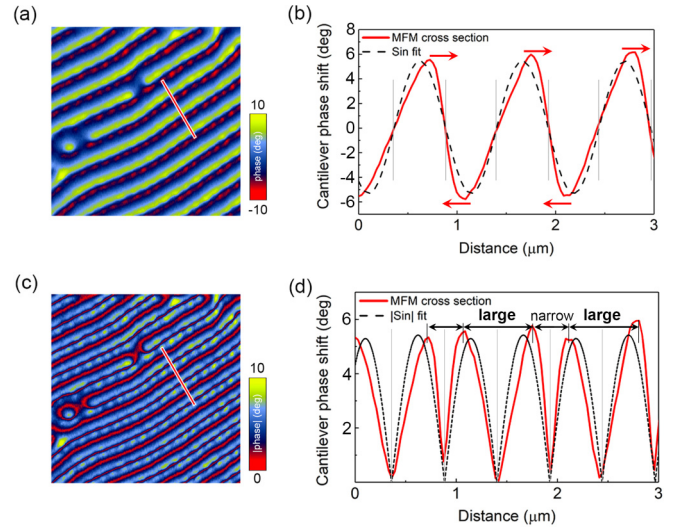 (a)
10
phase (deg)
-10
(b)
Cantilever phase shift (deg)
8
6
4
2
0
-2
-4
-6
MFM cross section
Sin fit
0
1
2
3
Distance (μm)
(c)
10
|phase| (deg)
0
(d)
Cantilever phase shift (deg)
8
6
4
2
MFM cross section
|Sin| fit
large
narrow
large
0
1
2
3
Distance (μm)